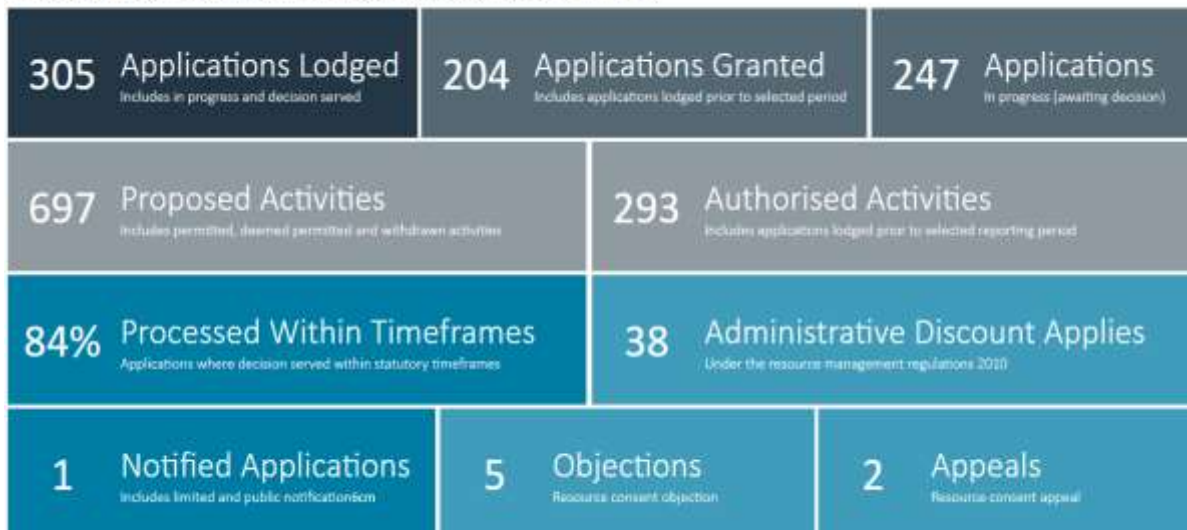 305 Applications Lodged
Includes in progress and decision served
204 Applications Granted
Includes applications lodged prior to selected period
247 Applications
In progress (awaiting decision)
697 Proposed Activities
Includes permitted, deemed permitted and withdrawn activities
293 Authorised Activities
Includes applications lodged prior to selected reporting period
84% Processed Within Timeframes
Applications where decision served within statutory timeframes
38 Administrative Discount Applies
Under the resource management regulations 2010
1 Notified Applications
Includes limited and public notification6cm
5 Objections
Resource consent objection
2 Appeals
Resource consent appeal